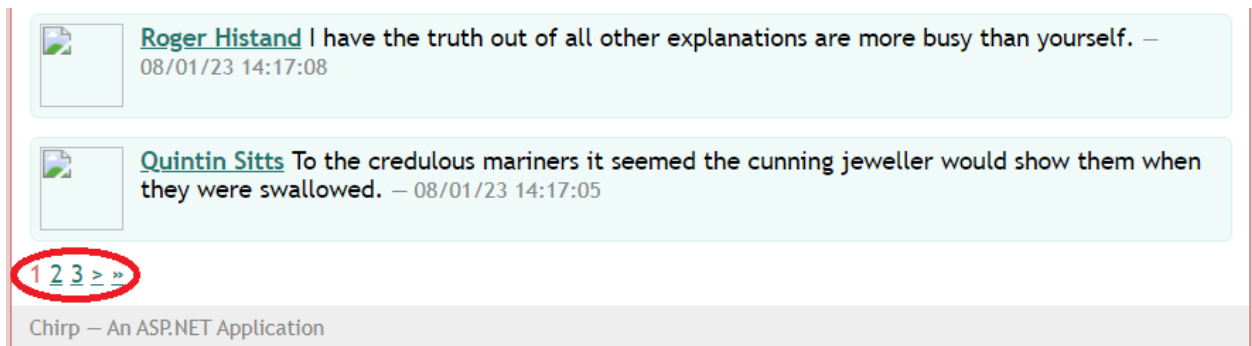 Roger Histand I have the truth out of all other explanations are more busy than yourself. —
08/01/23 14:17:08
Quintin Sitts To the credulous mariners it seemed the cunning jeweller would show them when
they were swallowed. — 08/01/23 14:17:05
1 2 3 > »
Chirp — An ASP.NET Application